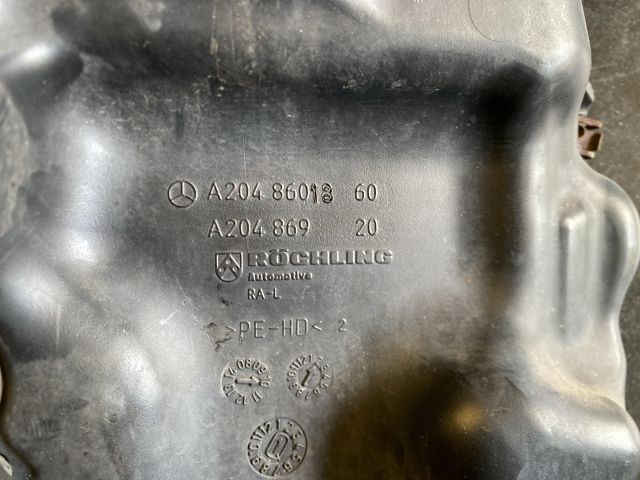 A204 86018 60
A204 869 20
RÖCHLING
Automotive
RA-L
>PE-HD< 2